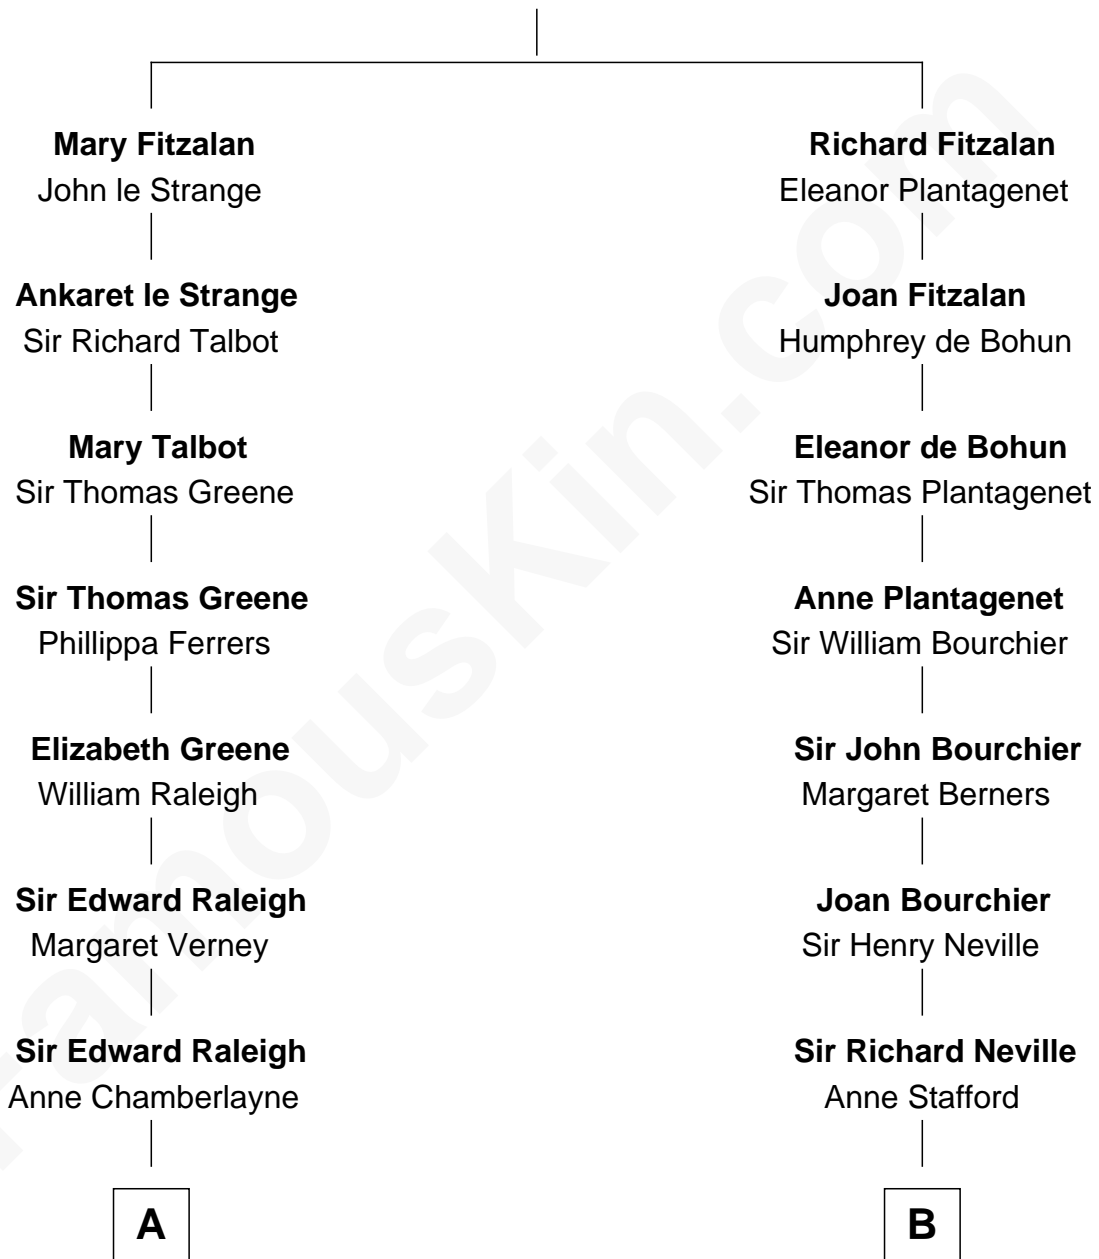 Mary Fitzalan
John le Strange
Ankaret le Strange
Sir Richard Talbot
Mary Talbot
Sir Thomas Greene
Sir Thomas Greene
Phillippa Ferrers
Elizabeth Greene
William Raleigh
Sir Edward Raleigh
Margaret Verney
Sir Edward Raleigh
Anne Chamberlayne
A
Richard Fitzalan
Eleanor Plantagenet
Joan Fitzalan
Humphrey de Bohun
Eleanor de Bohun
Sir Thomas Plantagenet
Anne Plantagenet
Sir William Bourchier
Sir John Bourchier
Margaret Berners
Joan Bourchier
Sir Henry Neville
Sir Richard Neville
Anne Stafford
B
FamousKin.com